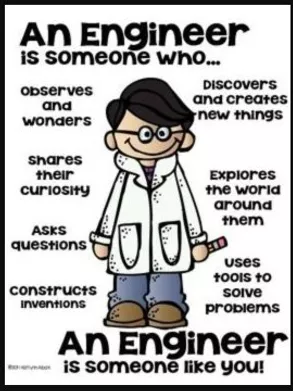 An Engineer
is someone who...
observes
and
wonders
Discovers
and creates
new things
shares
their
curiosity
Explores
the world
around
them
Asks
questions
uses
tools to
solve
problems
constructs
inventions
An Engineer
is someone like you!